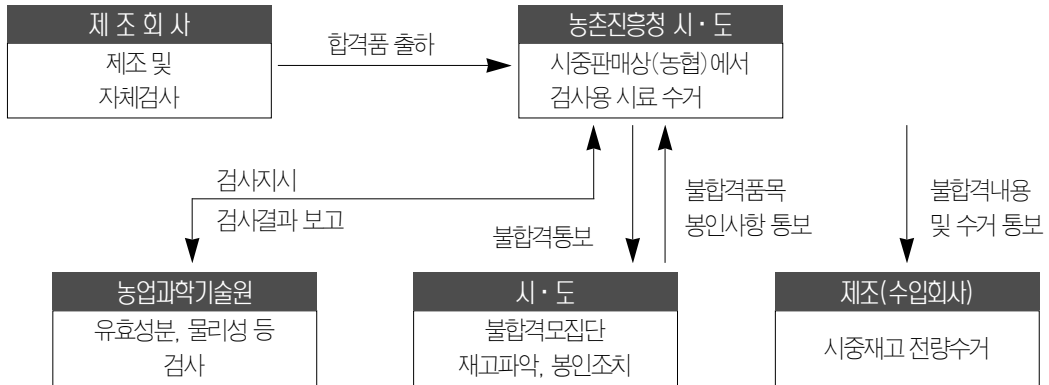 제 조 회 사
제조 및
자체검사
합격품 출하
농촌진흥청 시·도
시중판매상(농협)에서
검사용 시료 수거
검사지시
검사결과 보고
불합격통보
불합격품목
봉인사항 통보
불합격내용
및 수거 통보
농업과학기술원
유효성분, 물리성 등
검사
시·도
불합격모집단
재고파악, 봉인조치
제조(수입회사)
시중재고 전량수거